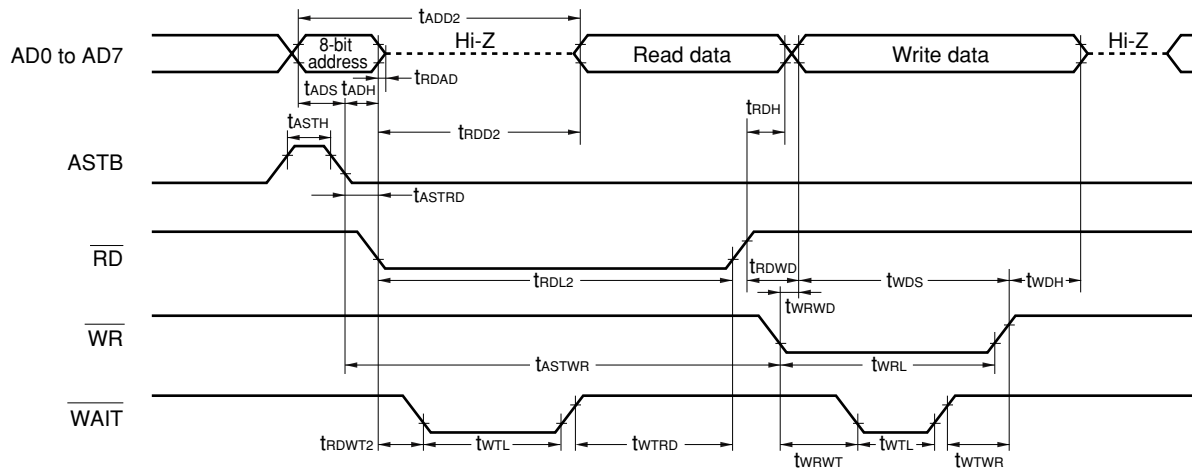 tADD2
AD0 to AD7
8-bit
address
Hi-Z
Read data
Write data
Hi-Z
tRDAD
tADS
tADH
tASTH
tRDD2
tRDH
ASTB
tASTRD
RD
tRDL2
tRDWD
tWRWD
tWDS
tWDH
WR
tASTWR
tWRL
WAIT
tRDWT2
tWTL
tWTRD
tWRWT
tWTL
tWTWR